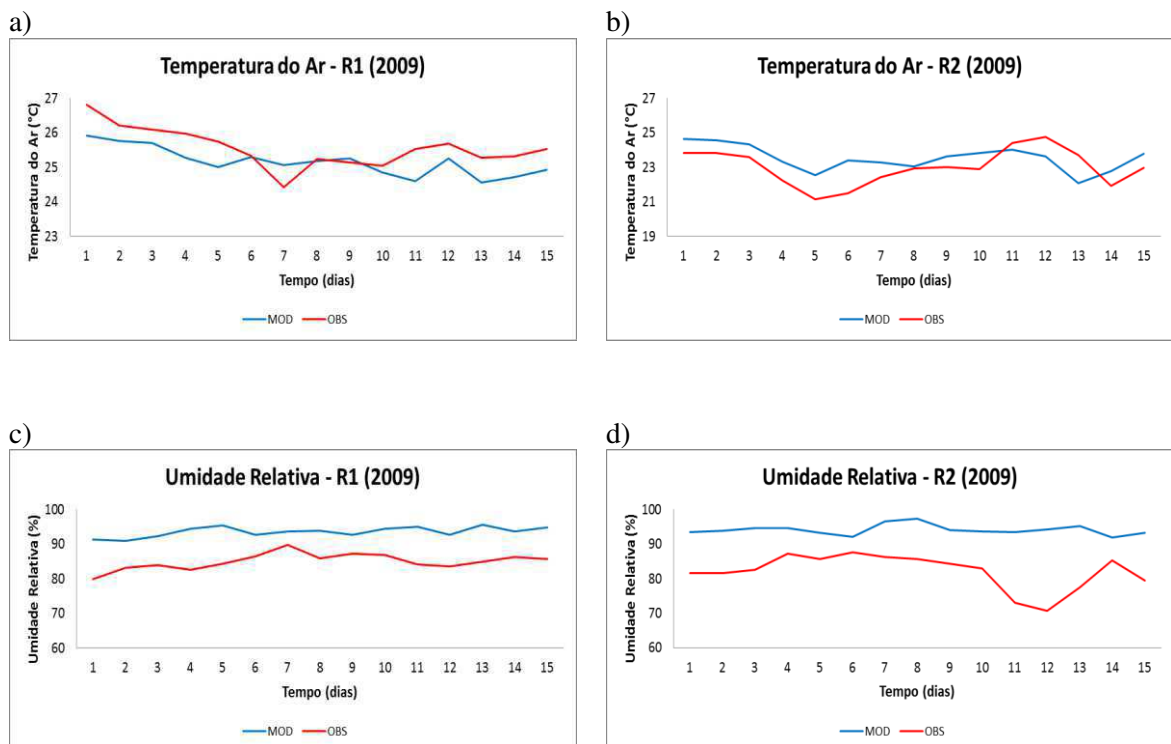 a)
Temperatura do Ar - R1 (2009)
Temperatura do Ar (°C)
27
26
25
24
23
1 2 3 4 5 6 7 8 9 10 11 12 13 14 15
Tempo (dias)
MOD OBS
b)
Temperatura do Ar - R2 (2009)
Temperatura do Ar (°C)
27
25
23
21
19
1 2 3 4 5 6 7 8 9 10 11 12 13 14 15
Tempo (dias)
MOD OBS
c)
Umidade Relativa - R1 (2009)
Umidade Relativa (%)
100
90
80
70
60
1 2 3 4 5 6 7 8 9 10 11 12 13 14 15
Tempo (dias)
MOD OBS
d)
Umidade Relativa - R2 (2009)
Umidade Relativa (%)
100
90
80
70
60
1 2 3 4 5 6 7 8 9 10 11 12 13 14 15
Tempo (dias)
MOD OBS